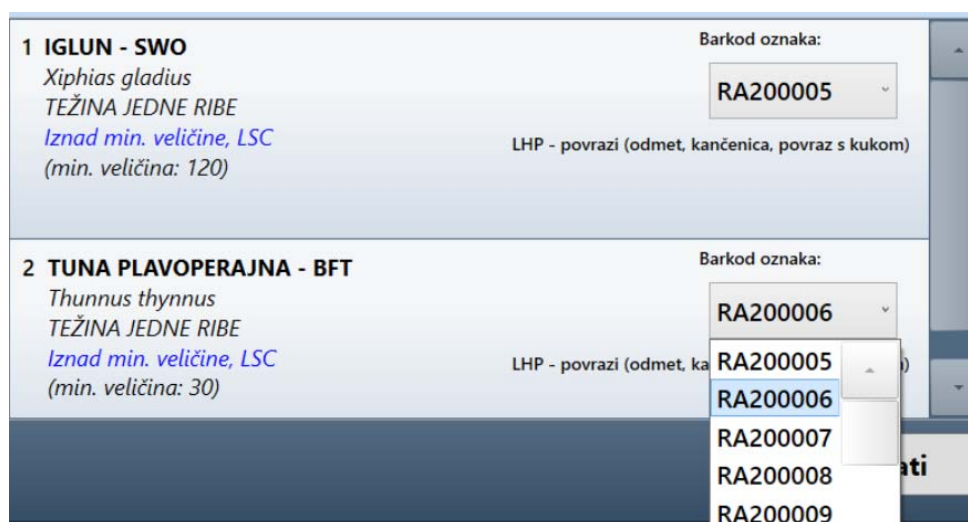 1 IGLUN - SWO
Xiphias gladius
TEŽINA JEDNE RIBE
Iznad min. veličine, LSC
(min. veličina: 120)
Barkod oznaka:
RA200005
LHP - povrazi (odmet, kančenica, povraz s kukom)
2 TUNA PLAVOPERAJNA - BFT
Thunnus thynnus
TEŽINA JEDNE RIBE
Iznad min. veličine, LSC
(min. veličina: 30)
Barkod oznaka:
RA200006
LHP - povrazi (odmet,
RA200005
RA200006
RA200007
RA200008
RA200009